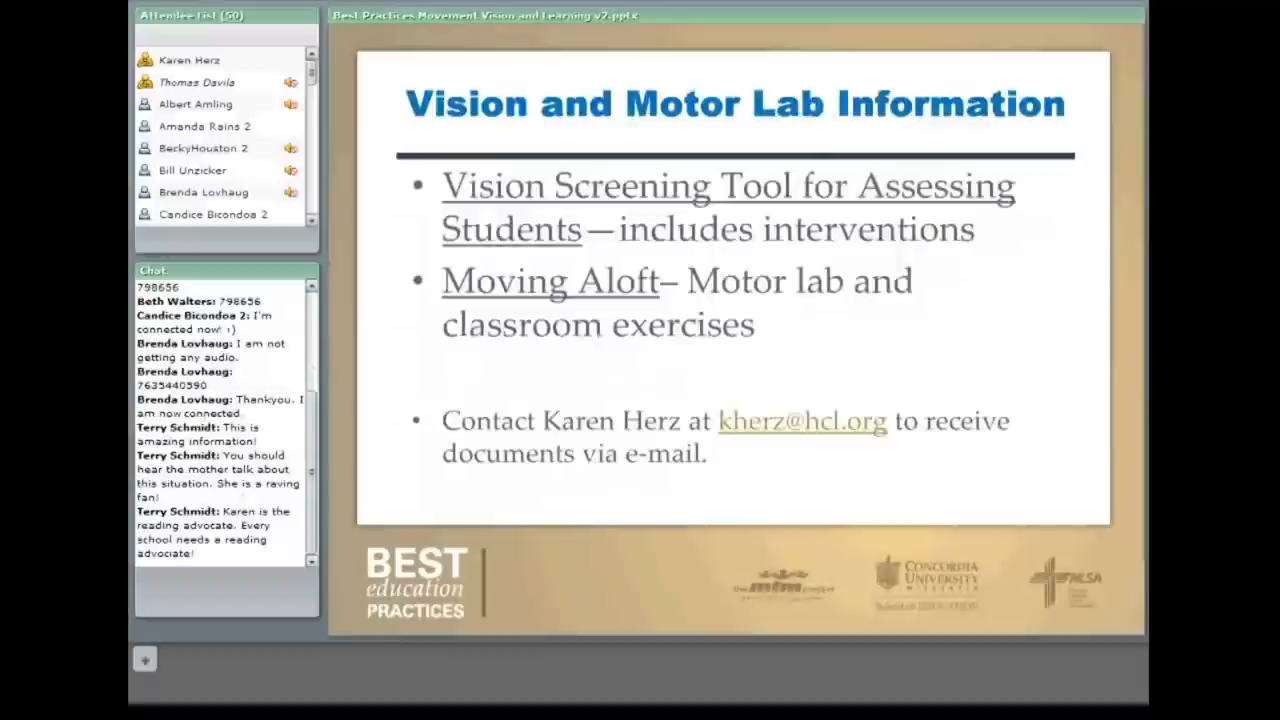 Attendee List (50)
Karen Herz
Thomas Davila
Albert Amling
Amanda Rains 2
BeckyHouston 2
Bill Unzicker
Brenda Lovhaug
Candice Bicondoa 2
Chat
798656
Beth Walters: 798656
Candice Bicondoa 2: I'm
connected now! :)
Brenda Lovhaug: I am not
getting any audio.
Brenda Lovhaug:
7635440590
Brenda Lovhaug: Thankyou. I
am now connected.
Terry Schmidt: This is
amazing information!
Terry Schmidt: You should
hear the mother talk about
this situation. She is a raving
fan!
Terry Schmidt: Karen is the
reading advocate. Every
school needs a reading
advocate!
Best Practices Movement Vision and Learning v2.pptx
Vision and Motor Lab Information
• Vision Screening Tool for Assessing
Students—includes interventions
• Moving Aloft– Motor lab and
classroom exercises
• Contact Karen Herz at kherz@hcl.org to receive
documents via e-mail.
BEST
education
PRACTICES
the mtm project
CONCORDIA
UNIVERSITY
WISCONSIN
NLSA